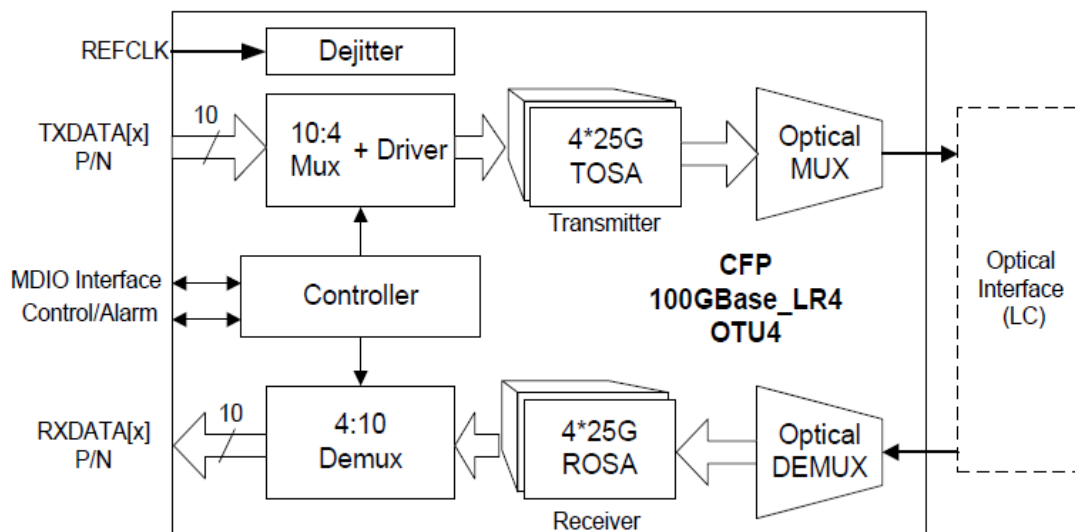 REFCLK
Dejitter
TXDATA[x]
P/N
10
10:4
Mux
+ Driver
4*25G
TOSA
Transmitter
Optical
MUX
MDIO Interface
Control/Alarm
Controller
CFP
100GBase_LR4
OTU4
Optical
Interface
(LC)
RXDATA[x]
P/N
10
4:10
Demux
4*25G
ROSA
Receiver
Optical
DEMUX